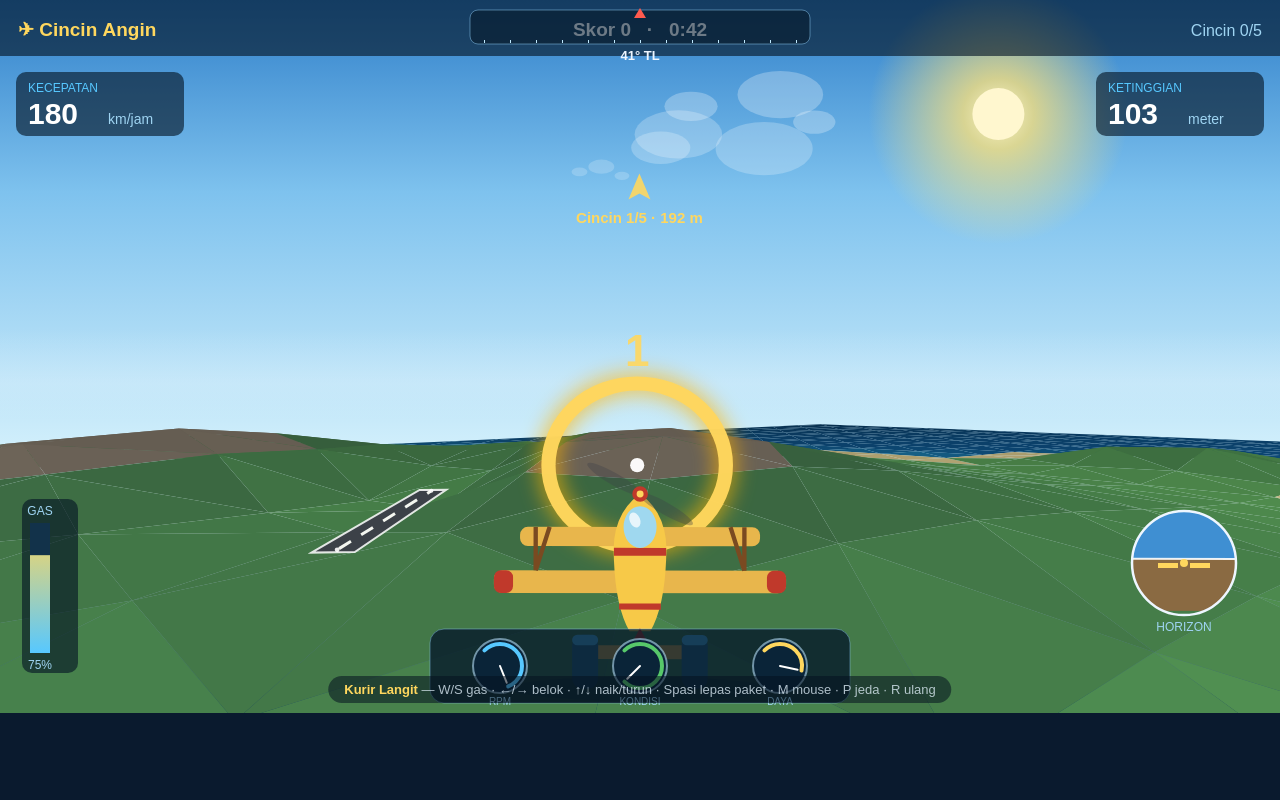 ✈ Cincin Angin
Skor 0 · 0:42
Cincin 0/5
41° TL
KECEPATAN
180 km/jam
KETINGGIAN
103 meter
Cincin 1/5 · 192 m
1
GAS
75%
HORIZON
Kurir Langit — W/S gas · ←/→ belok · ↑/↓ naik/turun · Spasi lepas paket · M mouse · P jeda · R ulang
RPM
KONDISI
DAYA